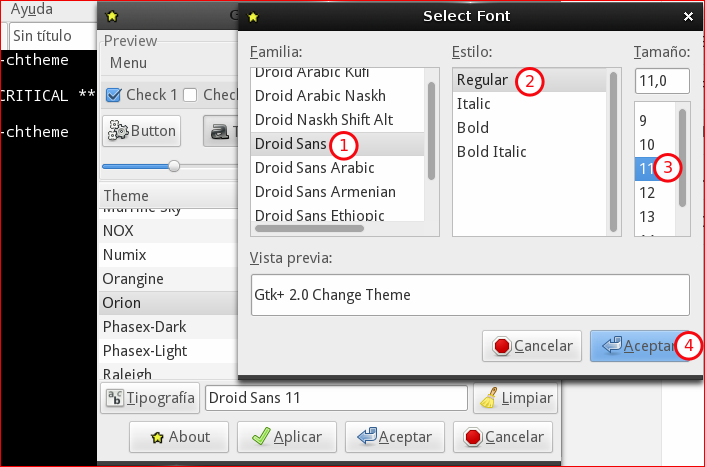 Ayuda
Sin título
-chtheme
CRITICAL **
-chtheme
Preview
Menu
Check 1
Button
Theme
NOX
Numix
Orangine
Orion
Phasex-Dark
Phasex-Light
Raleigh
Tipografía
Droid Sans 11
Limpiar
About
Aplicar
Aceptar
Cancelar
Select Font
Familia:
Droid Arabic Kufi
Droid Arabic Naskh
Droid Naskh Shift Alt
Droid Sans
1
Droid Sans Arabic
Droid Sans Armenian
Droid Sans Ethiopic
Estilo:
Regular
2
Italic
Bold
Bold Italic
Tamaño:
11,0
9
10
11
3
12
13
Vista previa:
Gtk+ 2.0 Change Theme
Cancelar
Aceptar
4